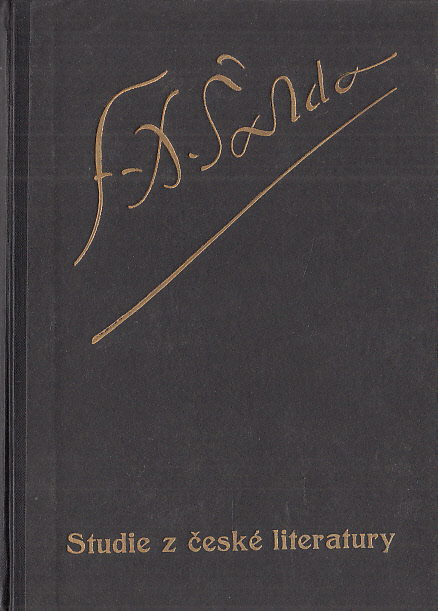 F. X. Šalda
Studie z české literatury